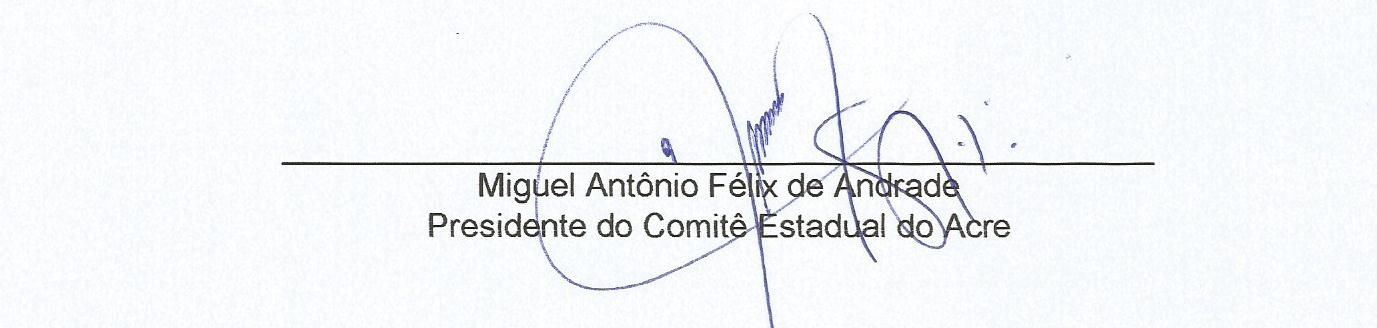 Miguel Antônio Félix de Andrade
Presidente do Comitê Estadual do Acre